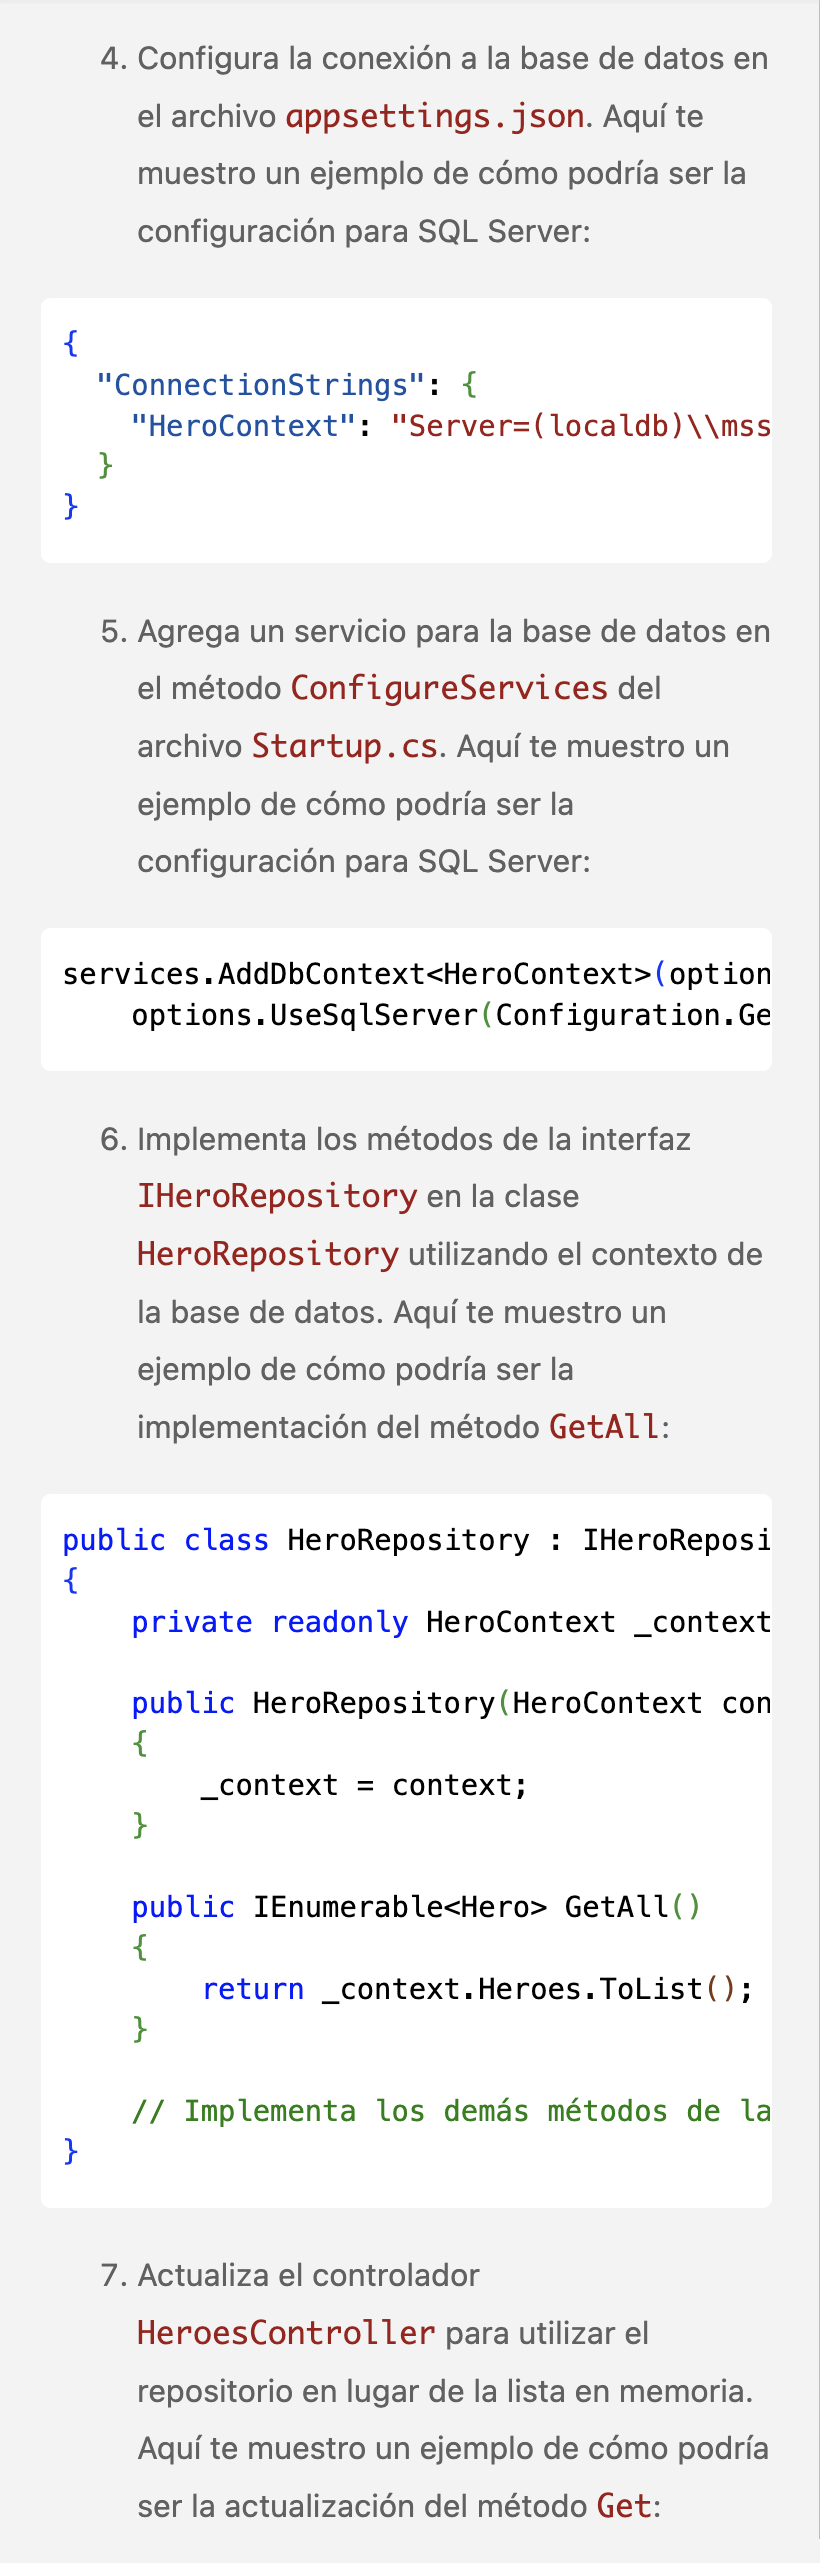 4. Configura la conexión a la base de datos en
el archivo appsettings.json. Aquí te
muestro un ejemplo de cómo podría ser la
configuración para SQL Server:
{
  "ConnectionStrings": {
    "HeroContext": "Server=(localdb)\\mss
  }
}
5. Agrega un servicio para la base de datos en
el método ConfigureServices del
archivo Startup.cs. Aquí te muestro un
ejemplo de cómo podría ser la
configuración para SQL Server:
services.AddDbContext<HeroContext>(option
    options.UseSqlServer(Configuration.Ge
6. Implementa los métodos de la interfaz
IHeroRepository en la clase
HeroRepository utilizando el contexto de
la base de datos. Aquí te muestro un
ejemplo de cómo podría ser la
implementación del método GetAll:
public class HeroRepository : IHeroReposi
{
    private readonly HeroContext _context
    public HeroRepository(HeroContext con
    {
        _context = context;
    }
    public IEnumerable<Hero> GetAll()
    {
        return _context.Heroes.ToList();
    }
    // Implementa los demás métodos de la
}
7. Actualiza el controlador
HeroesController para utilizar el
repositorio en lugar de la lista en memoria.
Aquí te muestro un ejemplo de cómo podría
ser la actualización del método Get: